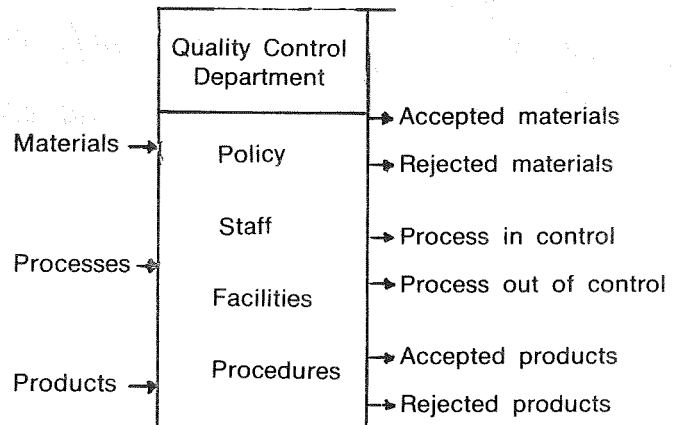 Quality Control
Department
Materials
Processes
Products
Policy
Staff
Facilities
Procedures
Accepted materials
Rejected materials
Process in control
Process out of control
Accepted products
Rejected products